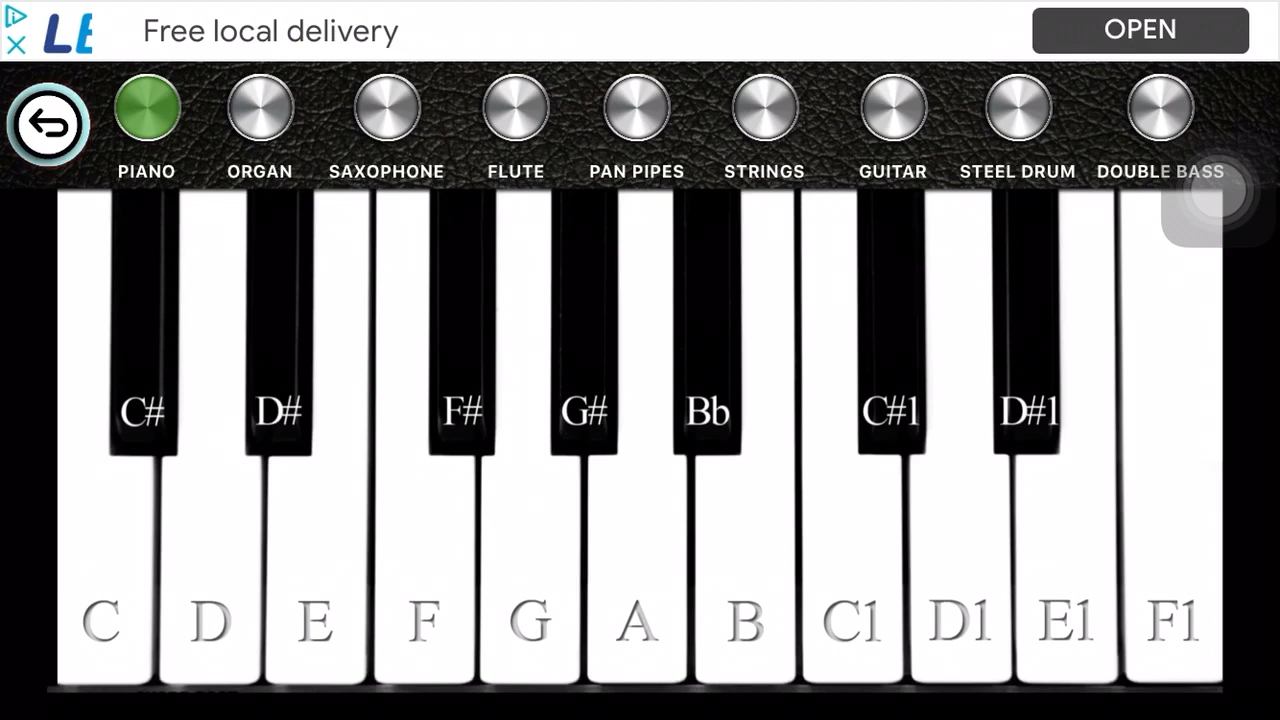 LE
Free local delivery
OPEN
PIANO ORGAN SAXOPHONE FLUTE PAN PIPES STRINGS GUITAR STEEL DRUM DOUBLE BASS
C# D# F# G# Bb C#1 D#1
C D E F G A B C1 D1 E1 F1